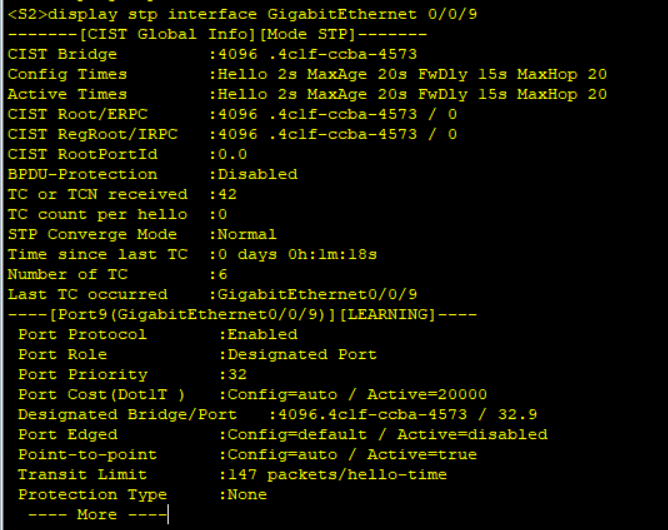 <S2>display stp interface GigabitEthernet 0/0/9
-------[CIST Global Info][Mode STP]-------
CIST Bridge         :4096 .4c1f-ccba-4573
Config Times        :Hello 2s MaxAge 20s FwDly 15s MaxHop 20
Active Times        :Hello 2s MaxAge 20s FwDly 15s MaxHop 20
CIST Root/ERPC      :4096 .4c1f-ccba-4573 / 0
CIST RegRoot/IRPC   :4096 .4c1f-ccba-4573 / 0
CIST RootPortId     :0.0
BPDU-Protection     :Disabled
TC or TCN received  :42
TC count per hello  :0
STP Converge Mode   :Normal
Time since last TC  :0 days 0h:1m:18s
Number of TC        :6
Last TC occurred    :GigabitEthernet0/0/9
----[Port9(GigabitEthernet0/0/9)][LEARNING]----
 Port Protocol       :Enabled
 Port Role           :Designated Port
 Port Priority       :32
 Port Cost(Dot1T )   :Config=auto / Active=20000
 Designated Bridge/Port   :4096.4c1f-ccba-4573 / 32.9
 Port Edged          :Config=default / Active=disabled
 Point-to-point      :Config=auto / Active=true
 Transit Limit       :147 packets/hello-time
 Protection Type     :None
  ---- More ----